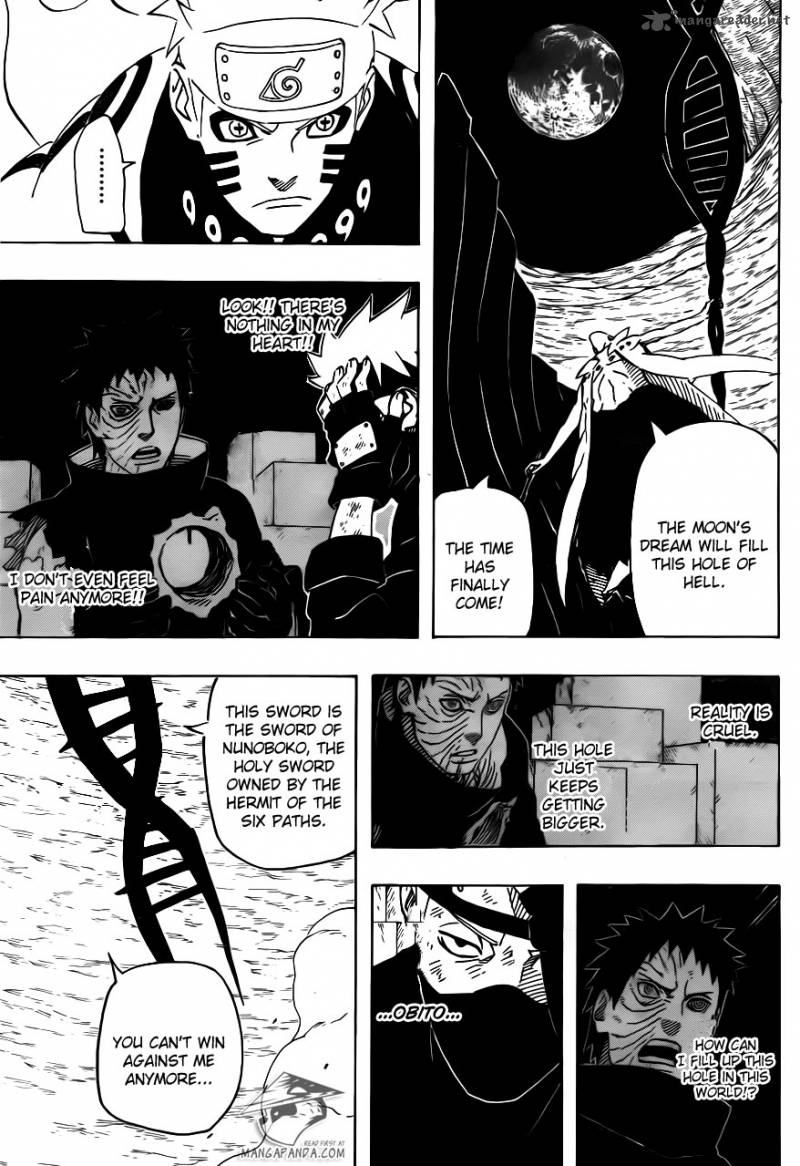 mangareader.net
THE MOON'S
DREAM WILL FILL
THIS HOLE OF
HELL.
THE TIME
HAS
FINALLY
COME!
........
LOOK!! THERE'S
NOTHING IN MY
HEART!!
I DON'T EVEN FEEL
PAIN ANYMORE!!
REALITY IS
CRUEL.
THIS HOLE
JUST
KEEPS
GETTING
BIGGER.
HOW CAN
I FILL UP THIS
HOLE IN THIS
WORLD!?
...OBITO...
THIS SWORD IS
THE SWORD OF
NUNOBOKO, THE
HOLY SWORD
OWNED BY THE
HERMIT OF THE
SIX PATHS.
YOU CAN'T WIN
AGAINST ME
ANYMORE...
READ FIRST AT
MANGAPANDA.COM